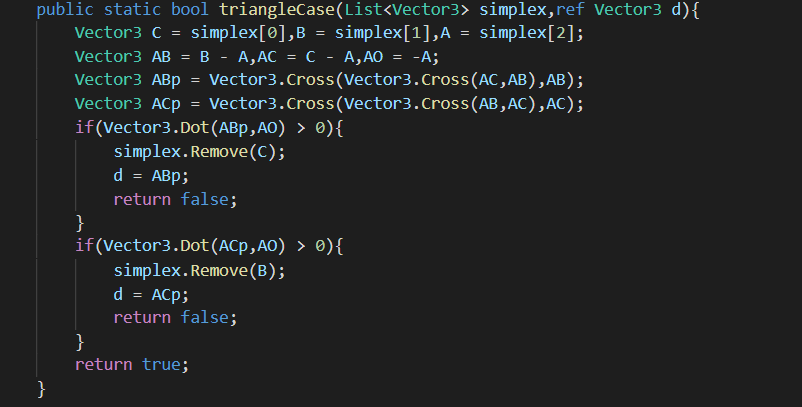 public static bool triangleCase(List<Vector3> simplex,ref Vector3 d){
    Vector3 C = simplex[0],B = simplex[1],A = simplex[2];
    Vector3 AB = B - A,AC = C - A,AO = -A;
    Vector3 ABp = Vector3.Cross(Vector3.Cross(AC,AB),AB);
    Vector3 ACp = Vector3.Cross(Vector3.Cross(AB,AC),AC);
    if(Vector3.Dot(ABp,AO) > 0){
        simplex.Remove(C);
        d = ABp;
        return false;
    }
    if(Vector3.Dot(ACp,AO) > 0){
        simplex.Remove(B);
        d = ACp;
        return false;
    }
    return true;
}